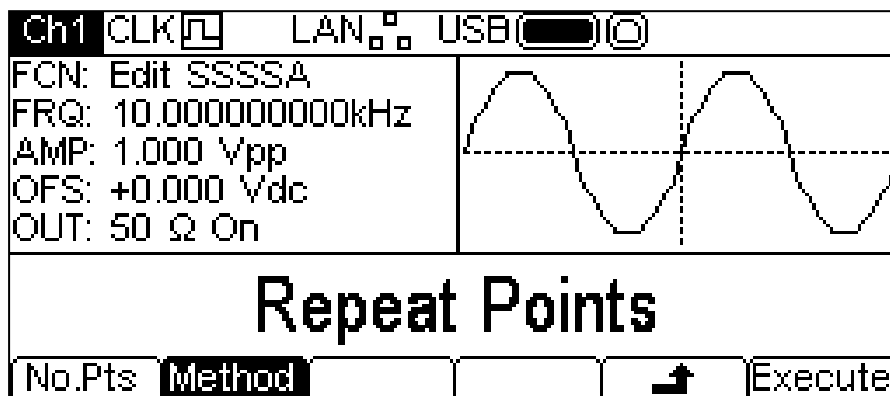 Ch1 CLK LAN USB
FCN: Edit SSSSA
FRQ: 10.000000000kHz
AMP: 1.000 Vpp
OFS: +0.000 Vdc
OUT: 50 Ω On
Repeat Points
No.Pts Method Execute